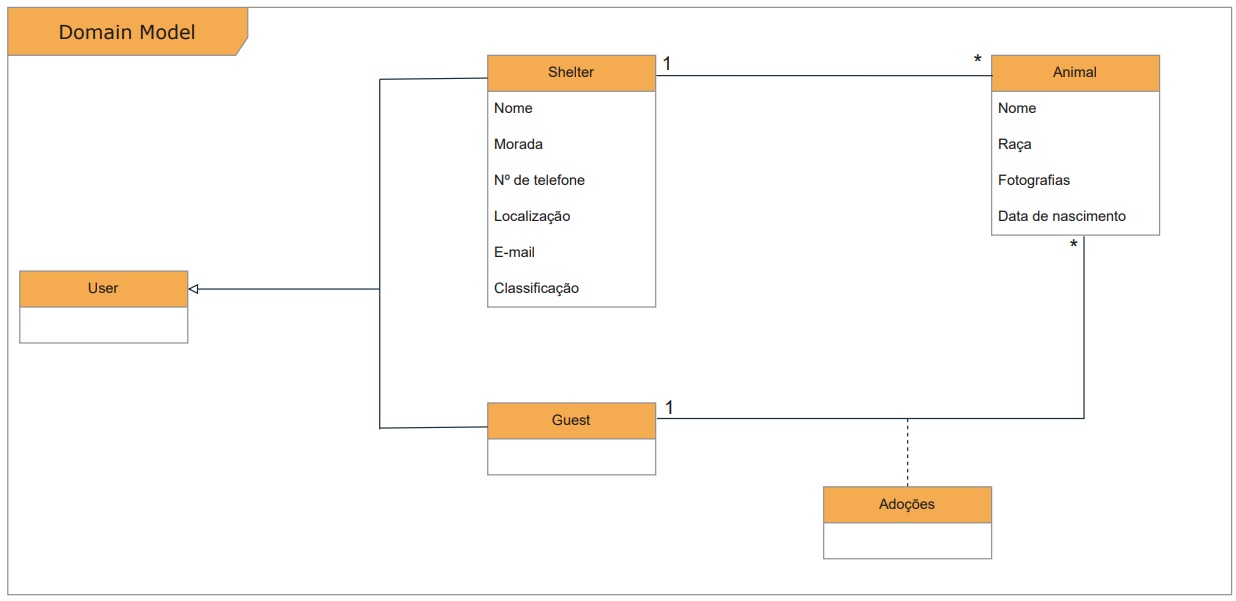 Domain Model
Shelter
Nome
Morada
Nº de telefone
Localização
E-mail
Classificação
1
*
Animal
Nome
Raça
Fotografias
Data de nascimento
*
User
Guest
1
Adoções